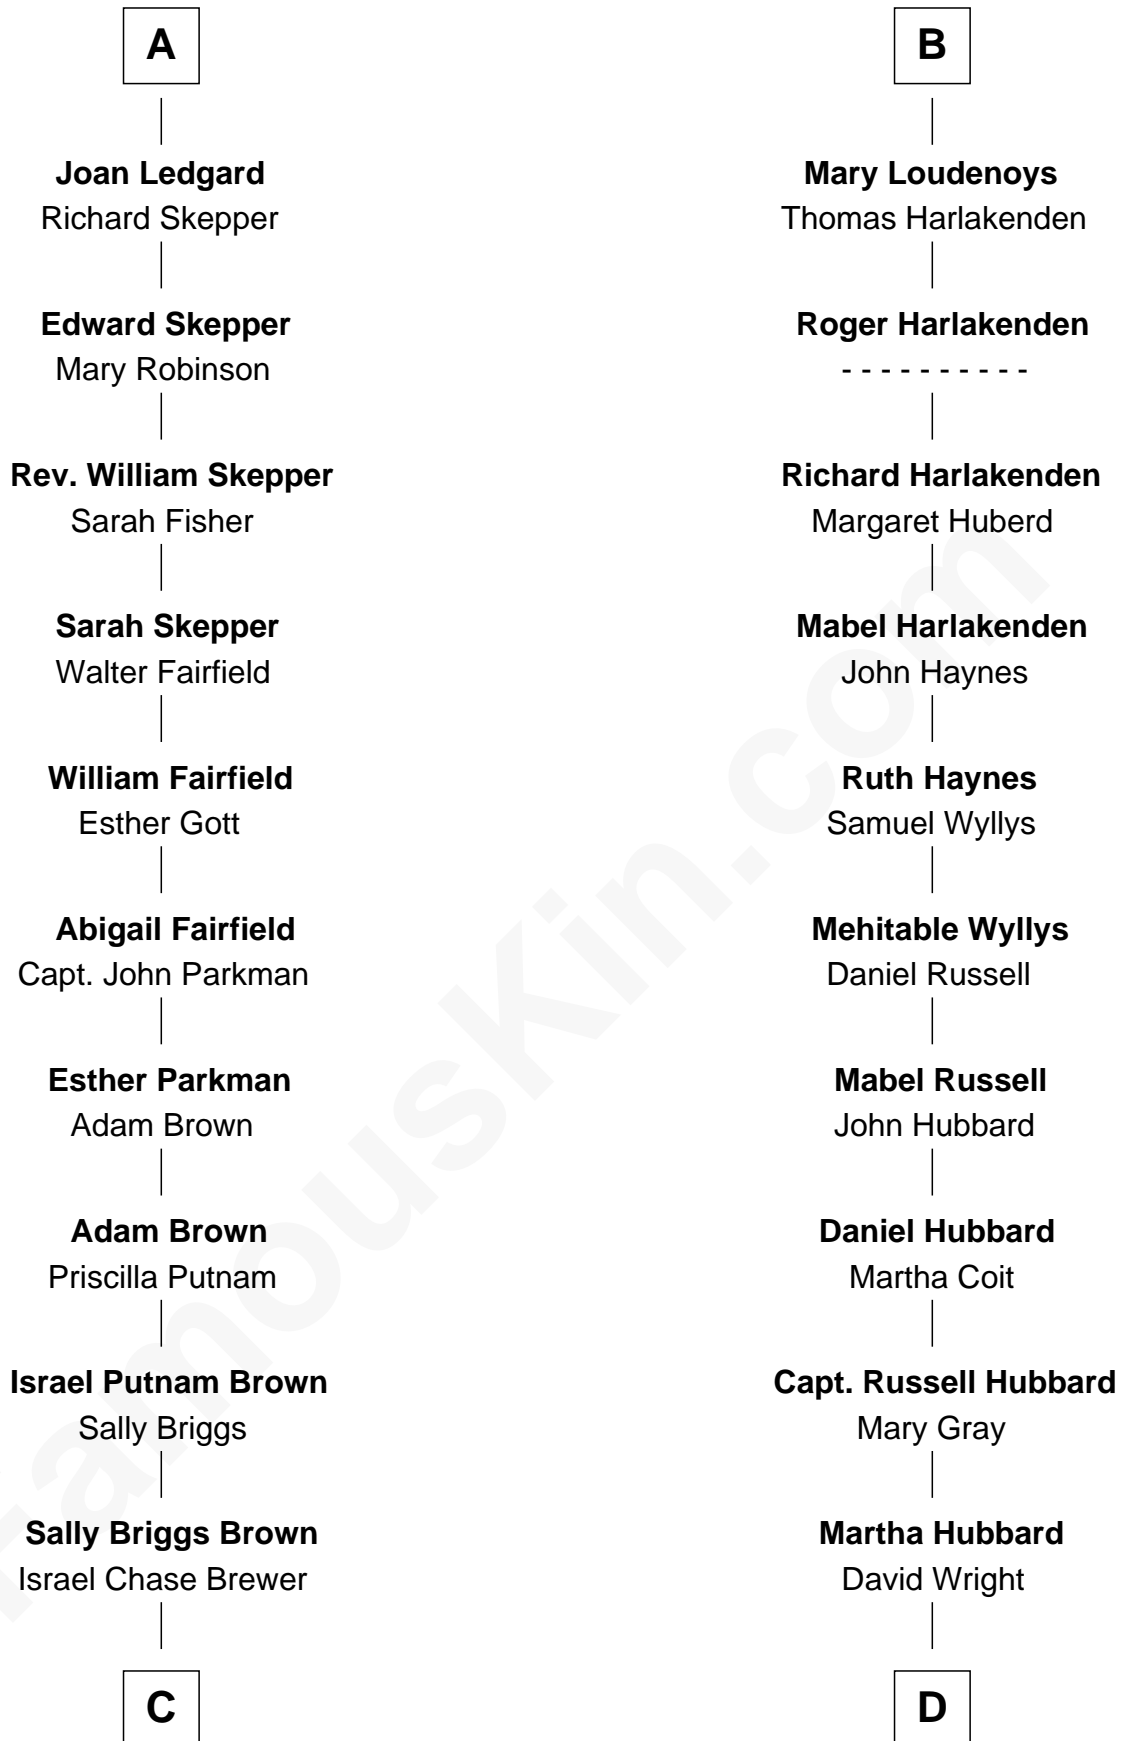 A
Joan Ledgard
Richard Skepper
Edward Skepper
Mary Robinson
Rev. William Skepper
Sarah Fisher
Sarah Skepper
Walter Fairfield
William Fairfield
Esther Gott
Abigail Fairfield
Capt. John Parkman
Esther Parkman
Adam Brown
Adam Brown
Priscilla Putnam
Israel Putnam Brown
Sally Briggs
Sally Briggs Brown
Israel Chase Brewer
C
B
Mary Loudenoys
Thomas Harlakenden
Roger Harlakenden
- - - - - - - - - -
Richard Harlakenden
Margaret Huberd
Mabel Harlakenden
John Haynes
Ruth Haynes
Samuel Wyllys
Mehitable Wyllys
Daniel Russell
Mabel Russell
John Hubbard
Daniel Hubbard
Martha Coit
Capt. Russell Hubbard
Mary Gray
Martha Hubbard
David Wright
D
FamousKin.com